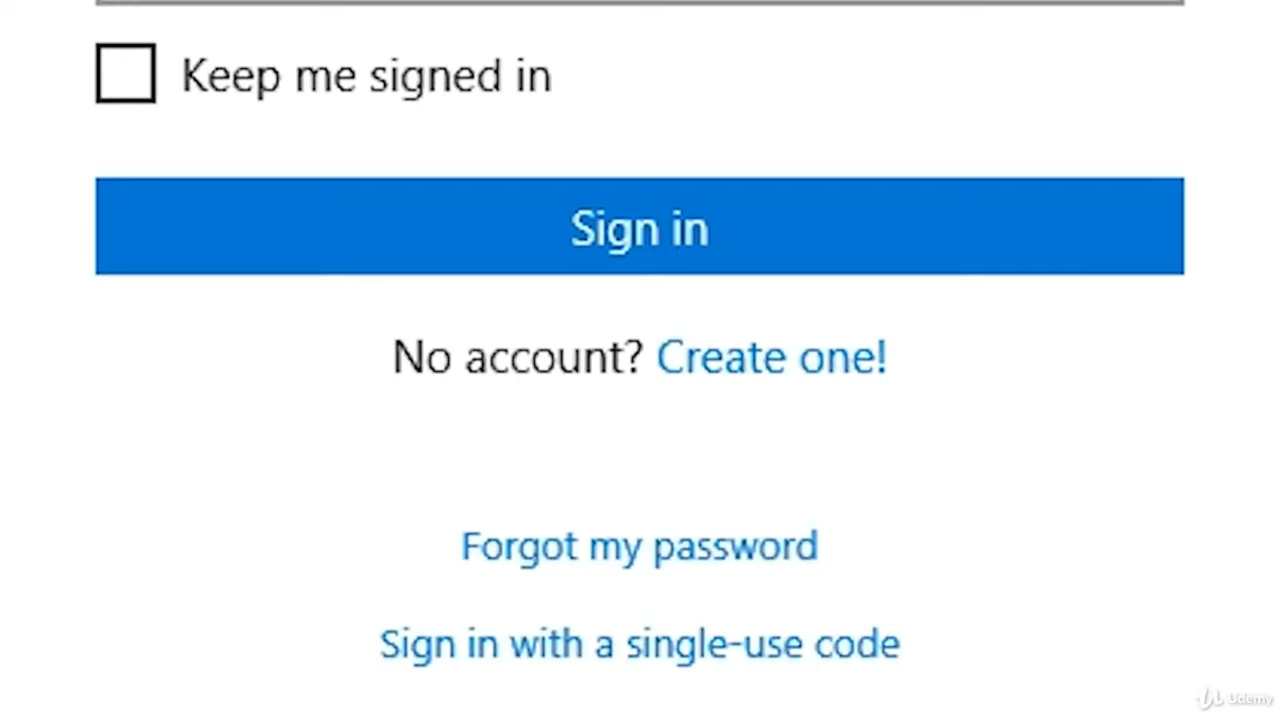 Keep me signed in
Sign in
No account? Create one!
Forgot my password
Sign in with a single-use code
Udemy